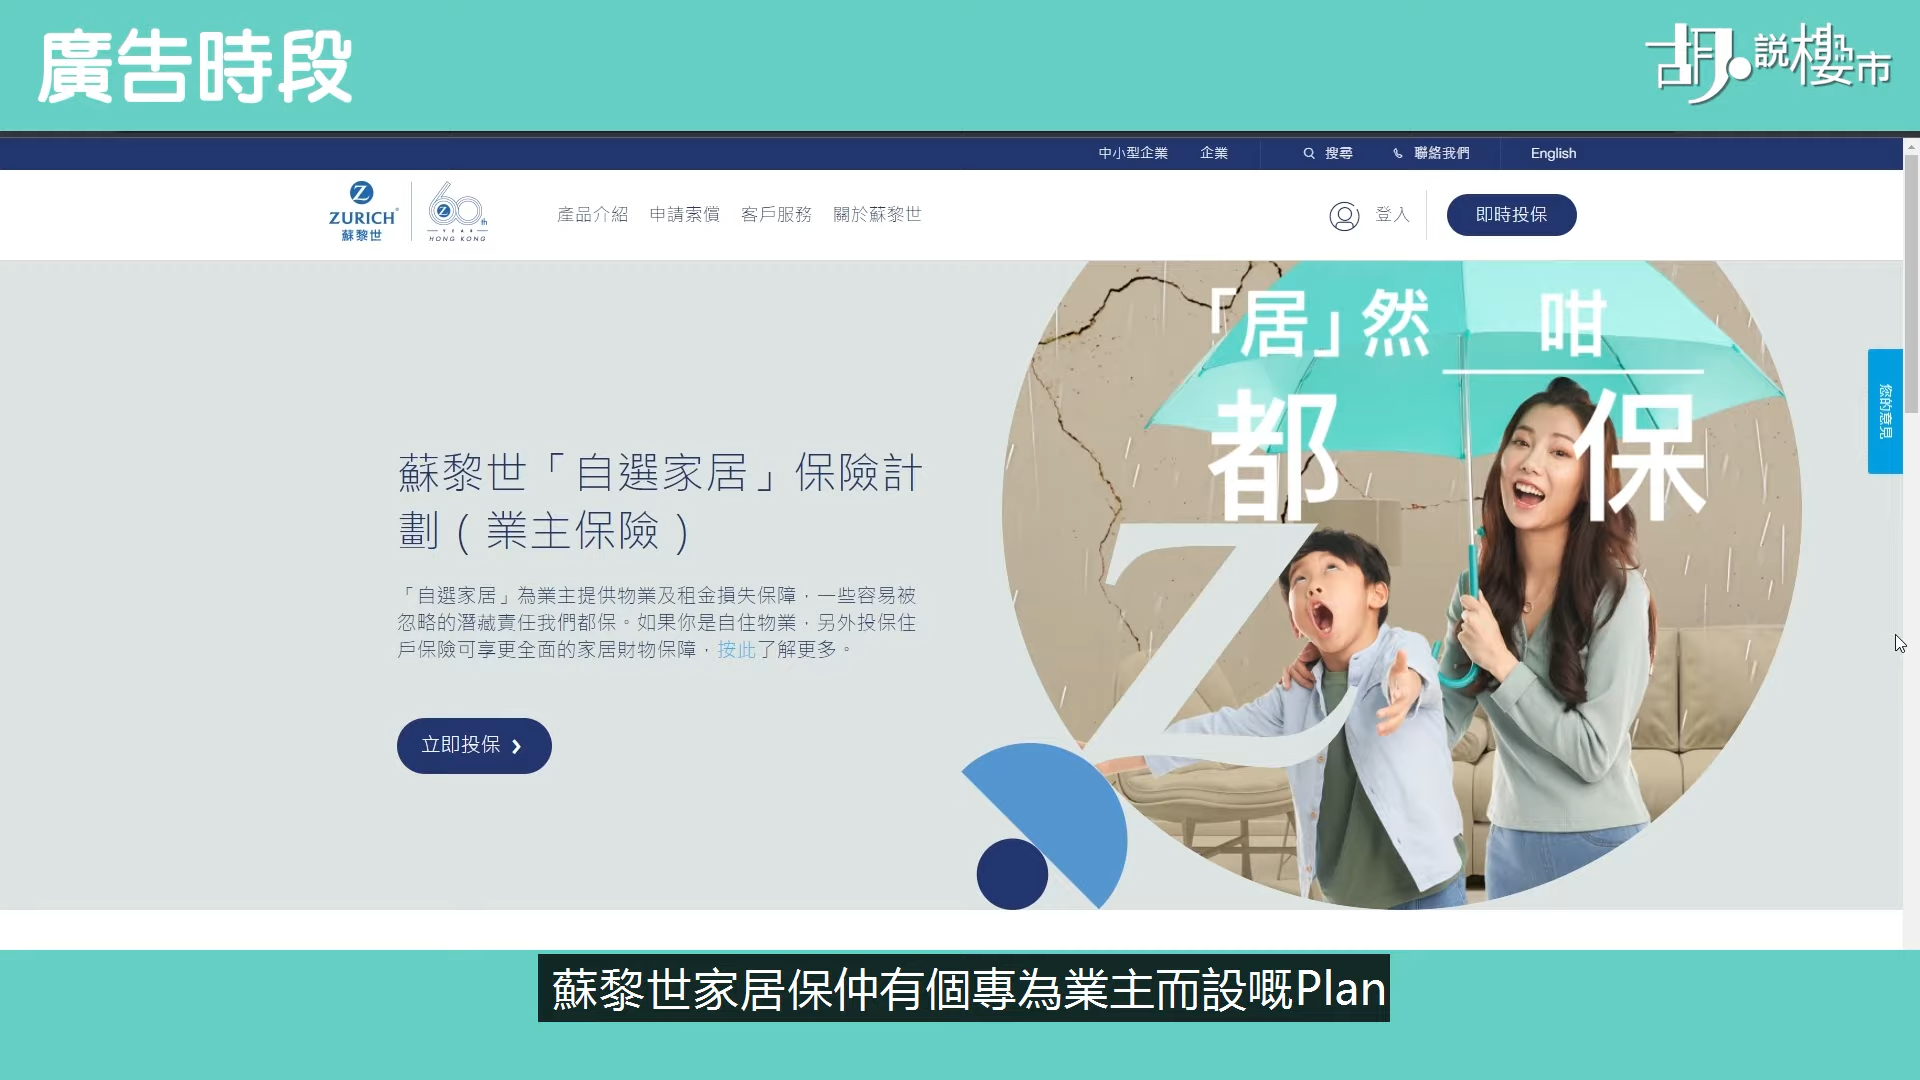 廣告時段
胡.說樓市
中小型企業
企業
搜尋
聯絡我們
English
ZURICH
蘇黎世
60th
YEAR
HONG KONG
產品介紹
申請索償
客戶服務
關於蘇黎世
登入
即時投保
「居」然 咁
都 保
您的意見
蘇黎世「自選家居」保險計
劃(業主保險)
「自選家居」為業主提供物業及租金損失保障，一些容易被
忽略的潛藏責任我們都保。如果你是自住物業，另外投保住
戶保險可享更全面的家居財物保障，按此了解更多。
立即投保
蘇黎世家居保仲有個專為業主而設嘅Plan